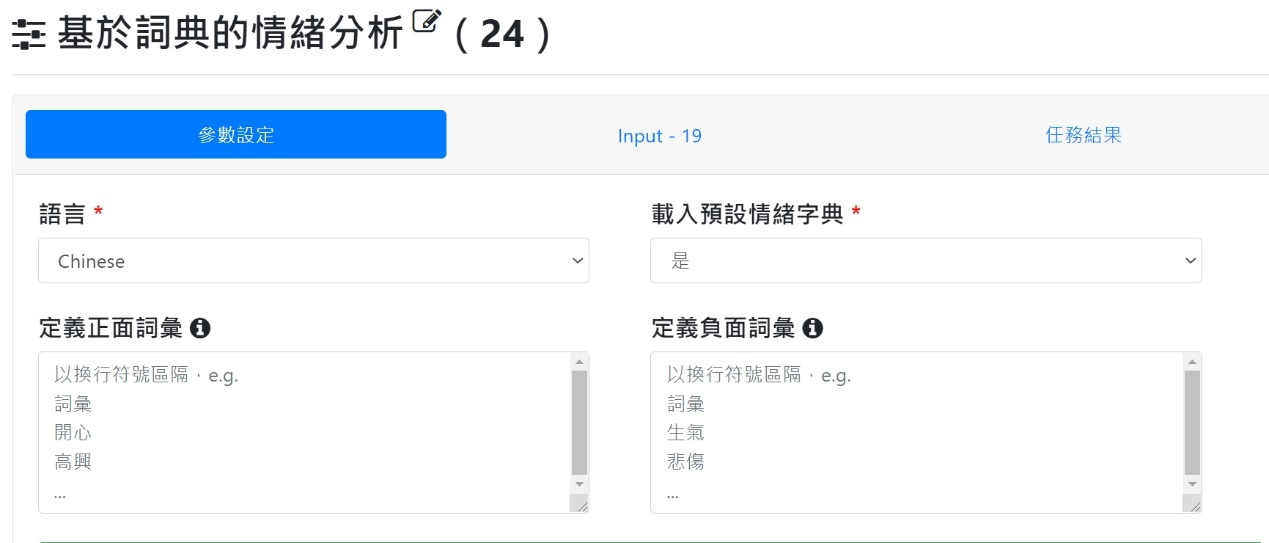 基於詞典的情緒分析 ( 24 )
參數設定
Input - 19
任務結果
語言 *
載入預設情緒字典 *
Chinese
是
定義正面詞彙
定義負面詞彙
以換行符號區隔，e.g.
詞彙
開心
高興
...
以換行符號區隔，e.g.
詞彙
生氣
悲傷
...